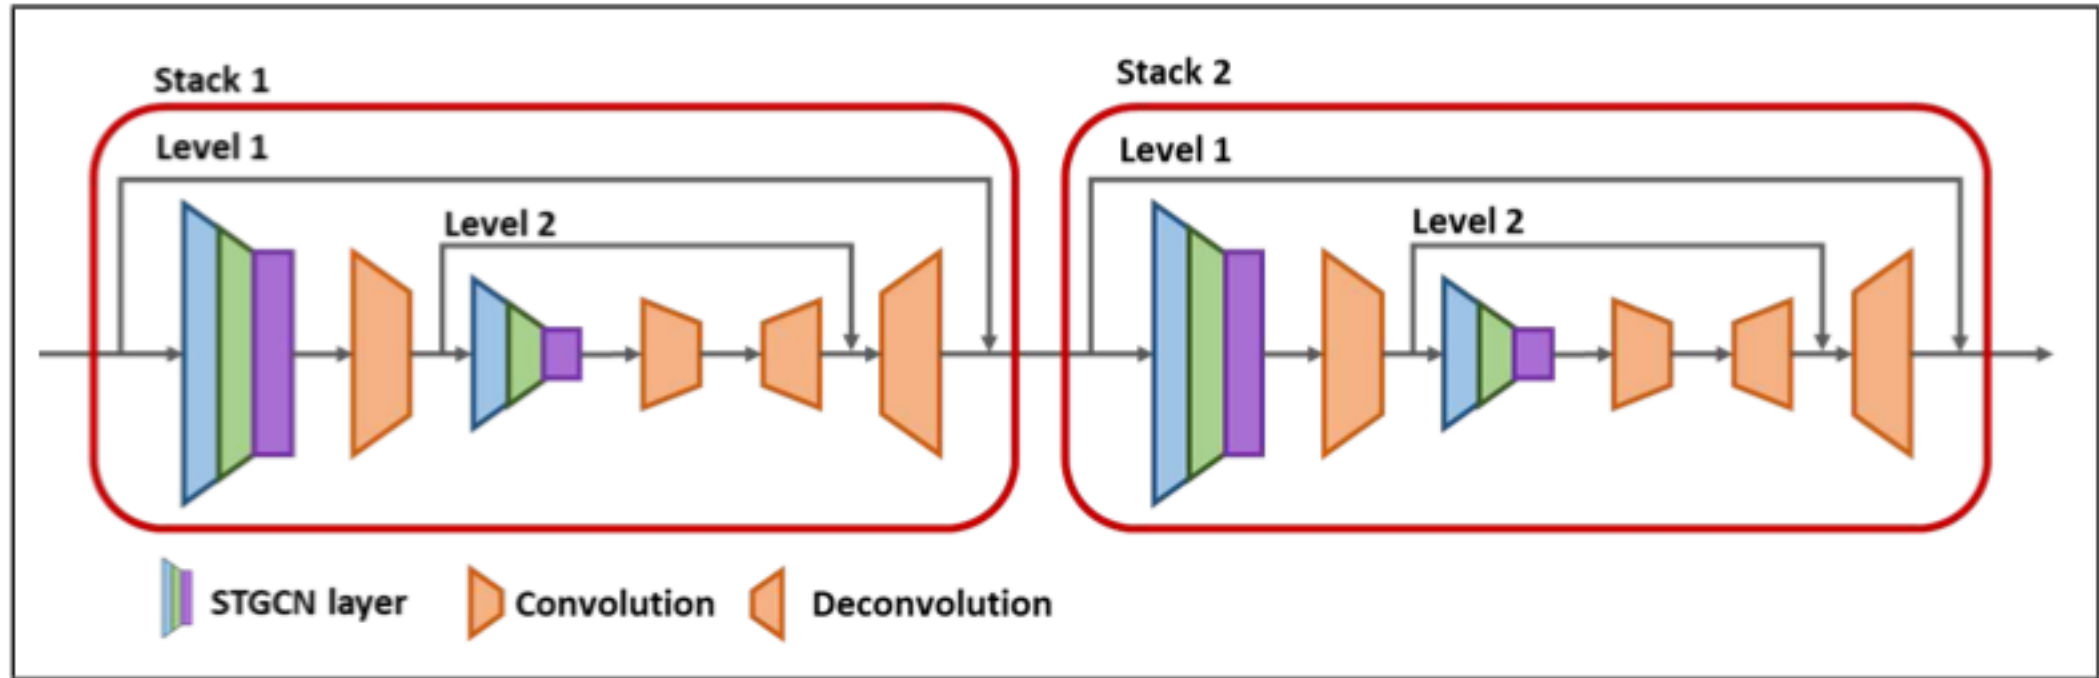 Stack 1
Level 1
Level 2
Stack 2
Level 1
Level 2
STGCN layer
Convolution
Deconvolution